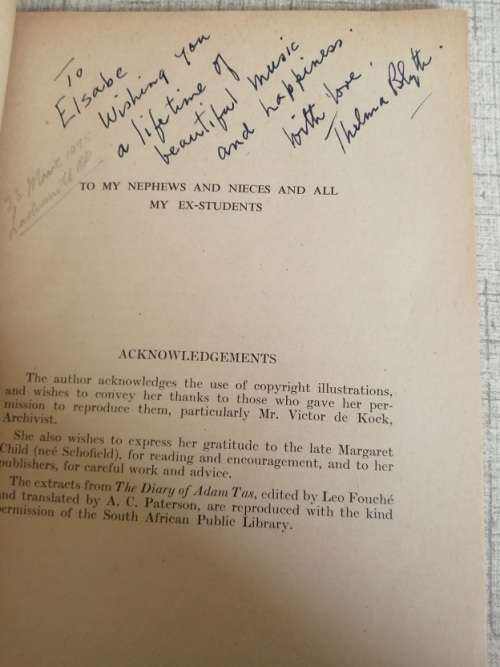 To
Elsabe
Wishing you
a lifetime of
beautiful music
and happiness.
with love.
Thelma Blyth.
TO MY NEPHEWS AND NIECES AND ALL
MY EX-STUDENTS
ACKNOWLEDGEMENTS
The author acknowledges the use of copyright illustrations,
and wishes to convey her thanks to those who gave her per-
mission to reproduce them, particularly Mr. Victor de Kock,
Archivist.
She also wishes to express her gratitude to the late Margaret
Child (neé Schofield), for reading and encouragement, and to her
publishers, for careful work and advice.
The extracts from The Diary of Adam Tas, edited by Leo Fouché
and translated by A. C. Paterson, are reproduced with the kind
permission of the South African Public Library.